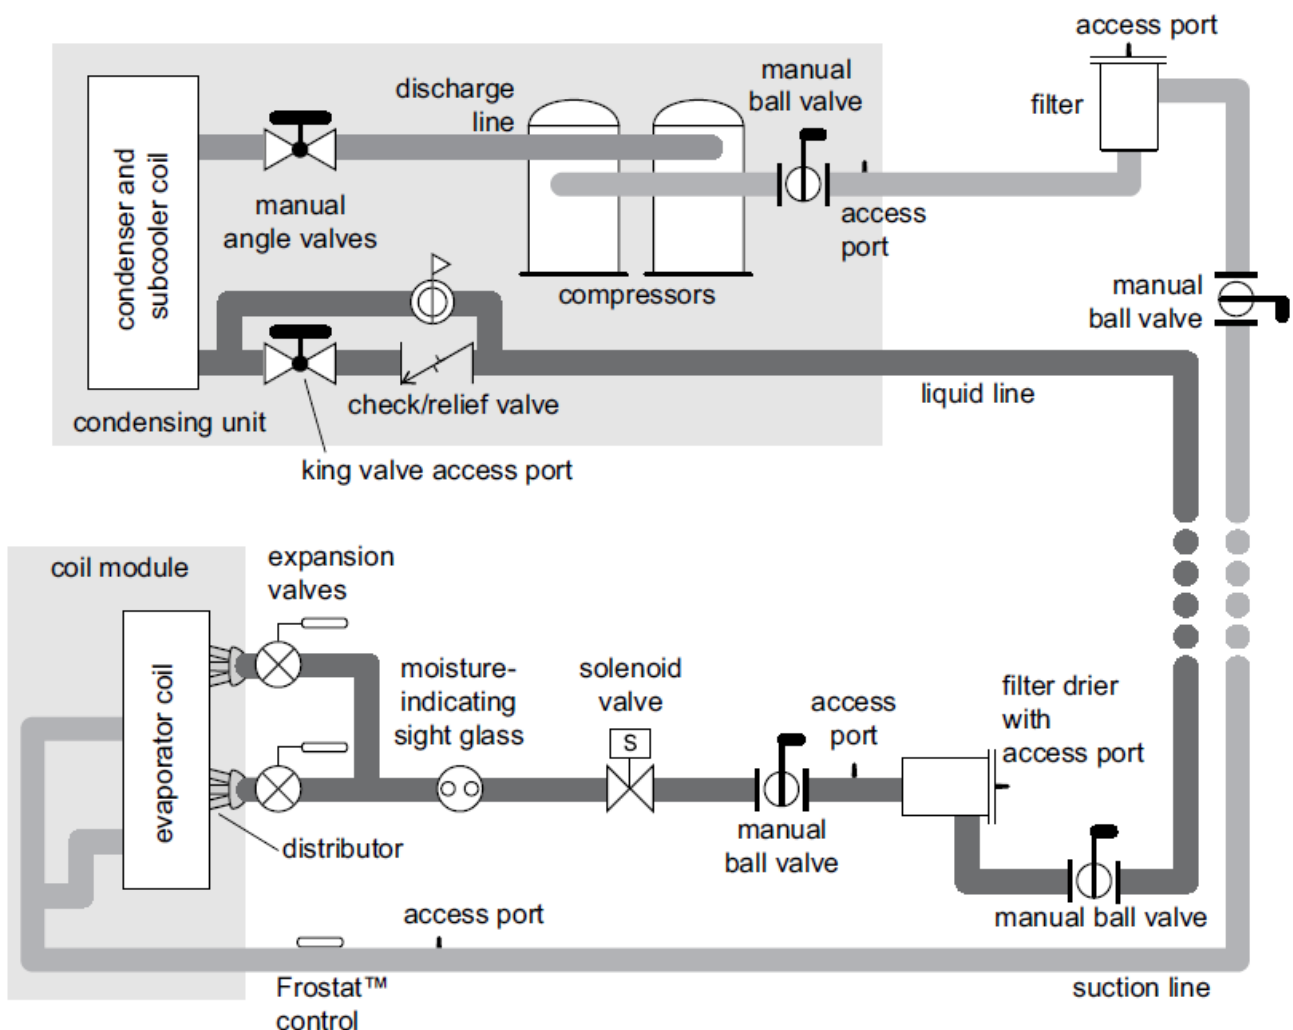 access port
filter
manual
ball valve
discharge
line
condenser and
subcooler coil
manual
angle valves
access
port
compressors
manual
ball valve
check/relief valve
liquid line
condensing unit
king valve access port
coil module
expansion
valves
evaporator coil
moisture-
indicating
sight glass
solenoid
valve
S
access
port
filter drier
with
access port
distributor
manual
ball valve
manual ball valve
access port
Frostat™
control
suction line